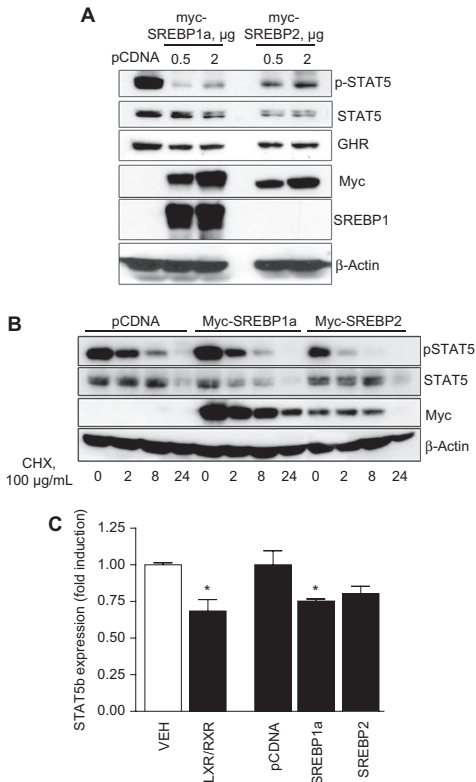 A
myc-
SREBP1a, µg
myc-
SREBP2, µg
pCDNA 0.5 2 0.5 2
p-STAT5
STAT5
GHR
Myc
SREBP1
β-Actin
B
pCDNA Myc-SREBP1a Myc-SREBP2
pSTAT5
STAT5
Myc
β-Actin
CHX,
100 µg/mL
0 2 8 24 0 2 8 24 0 2 8 24
C
STAT5b expression (fold induction)
1.25
1.00
0.75
0.50
0.25
0.00
* *
VEH
LXR/RXR
pCDNA
SREBP1a
SREBP2